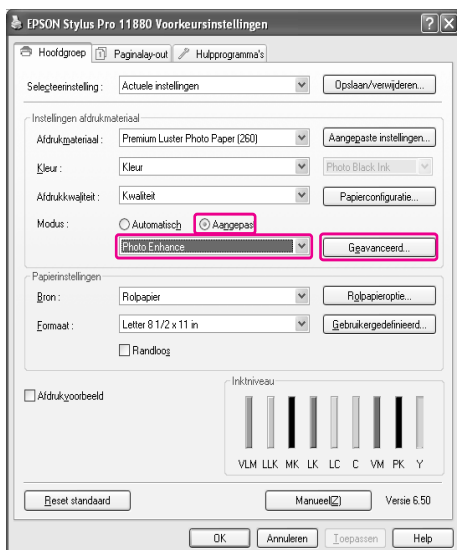 EPSON Stylus Pro 11880 Voorkeursinstellingen
Hoofdgroep Paginalay-out Hulpprogramma's
Selecteerinstelling : Actuele instellingen Opslaan/verwijderen...
Instellingen afdrukmateriaal
Afdrukmateriaal : Premium Luster Photo Paper (260) Aangepaste instellingen...
Kleur : Kleur Photo Black Ink
Afdrukkwaliteit : Kwaliteit Papierconfiguratie...
Modus : Automatisch Aangepas
Photo Enhance Geavanceerd...
Papierinstellingen
Bron : Rolpapier Rolpapieroptie...
Formaat : Letter 8 1/2 x 11 in Gebruikergedefinieerd...
Randloos
Afdrukvoorbeeld
Inktniveau
VLM LLK MK LK LC C VM PK Y
Reset standaard Manueel(Z) Versie 6.50
OK Annuleren Toepassen Help